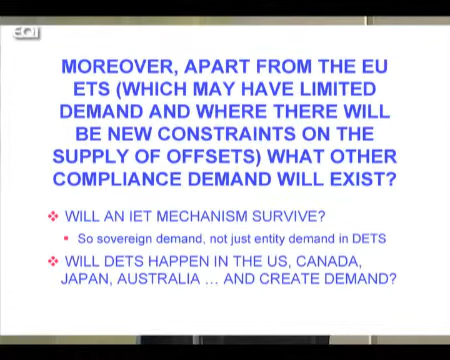 EQI
MOREOVER, APART FROM THE EU
ETS (WHICH MAY HAVE LIMITED
DEMAND AND WHERE THERE WILL
BE NEW CONSTRAINTS ON THE
SUPPLY OF OFFSETS) WHAT OTHER
COMPLIANCE DEMAND WILL EXIST?
WILL AN IET MECHANISM SURVIVE?
So sovereign demand, not just entity demand in DETS
WILL DETS HAPPEN IN THE US, CANADA,
JAPAN, AUSTRALIA … AND CREATE DEMAND?